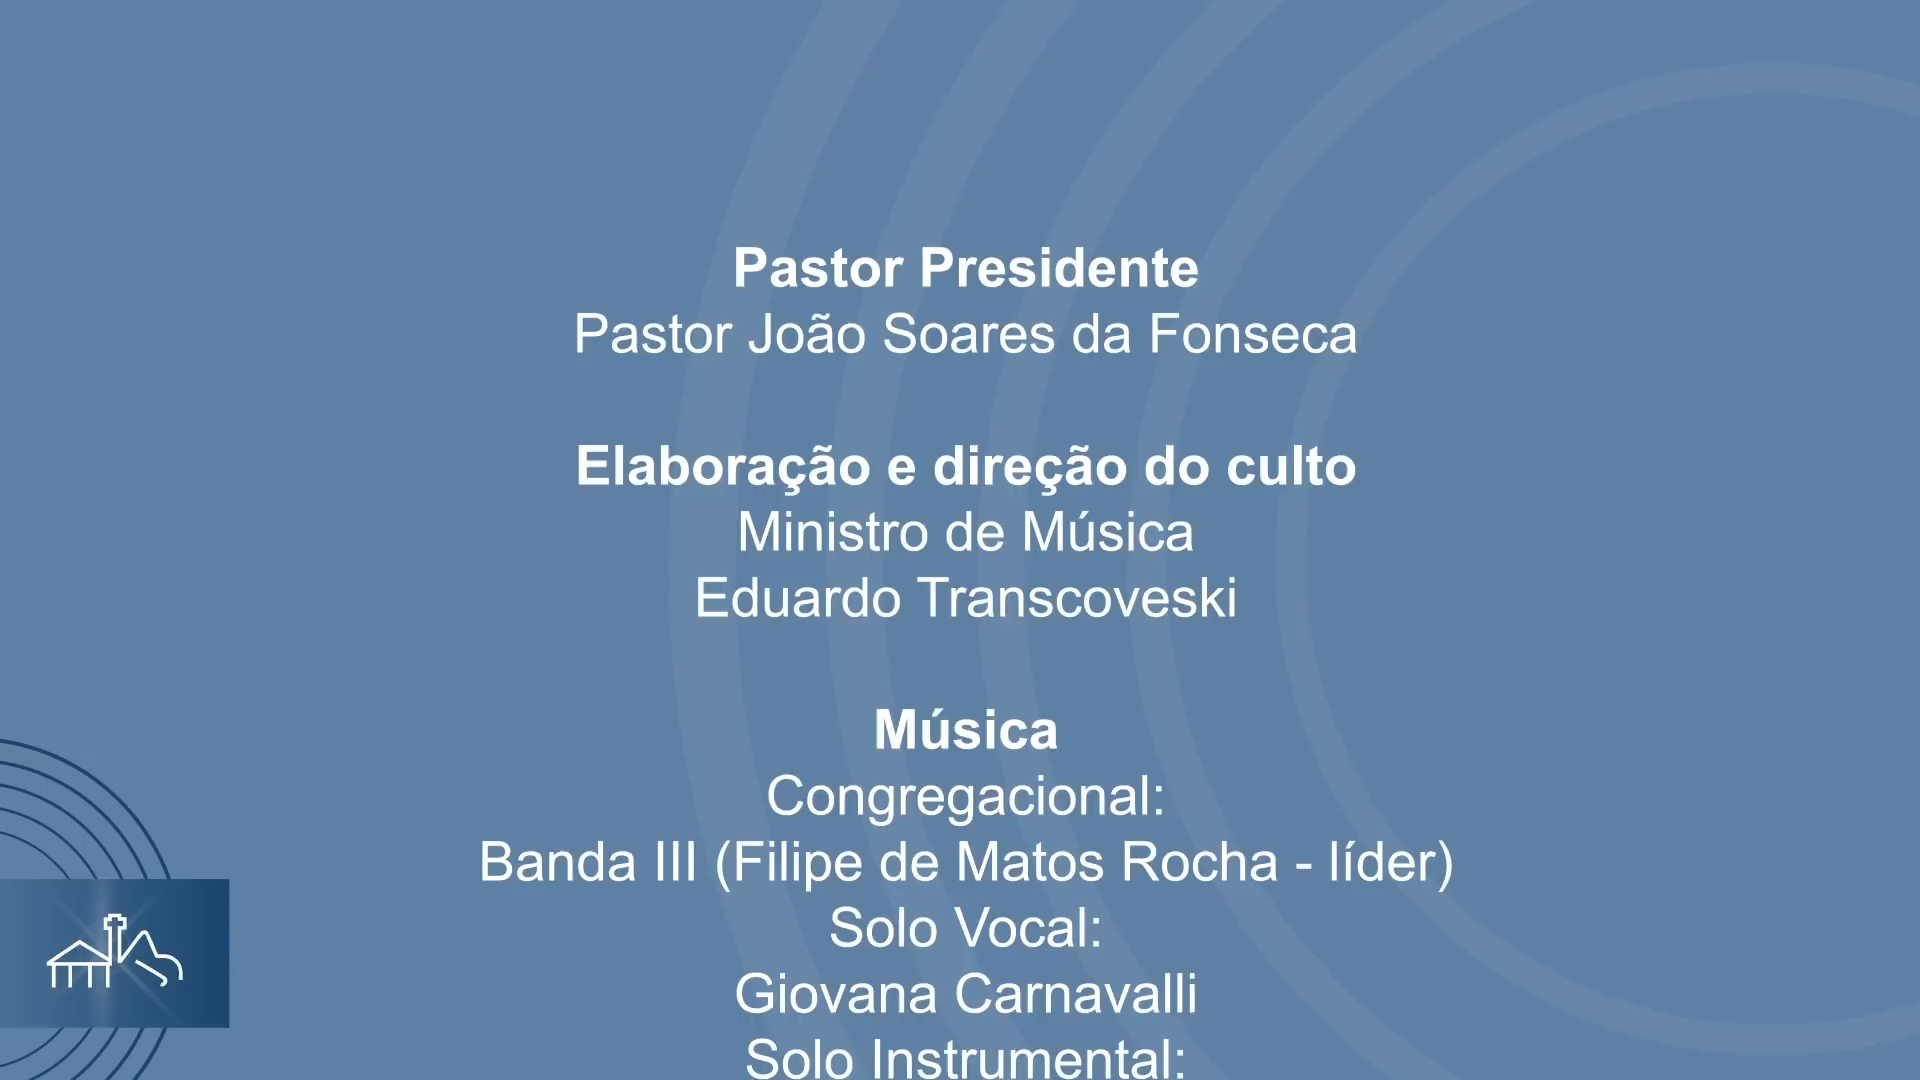 Pastor Presidente
Pastor João Soares da Fonseca
Elaboração e direção do culto
Ministro de Música
Eduardo Transcoveski
Música
Congregacional:
Banda III (Filipe de Matos Rocha - líder)
Solo Vocal:
Giovana Carnavalli
Solo Instrumental: